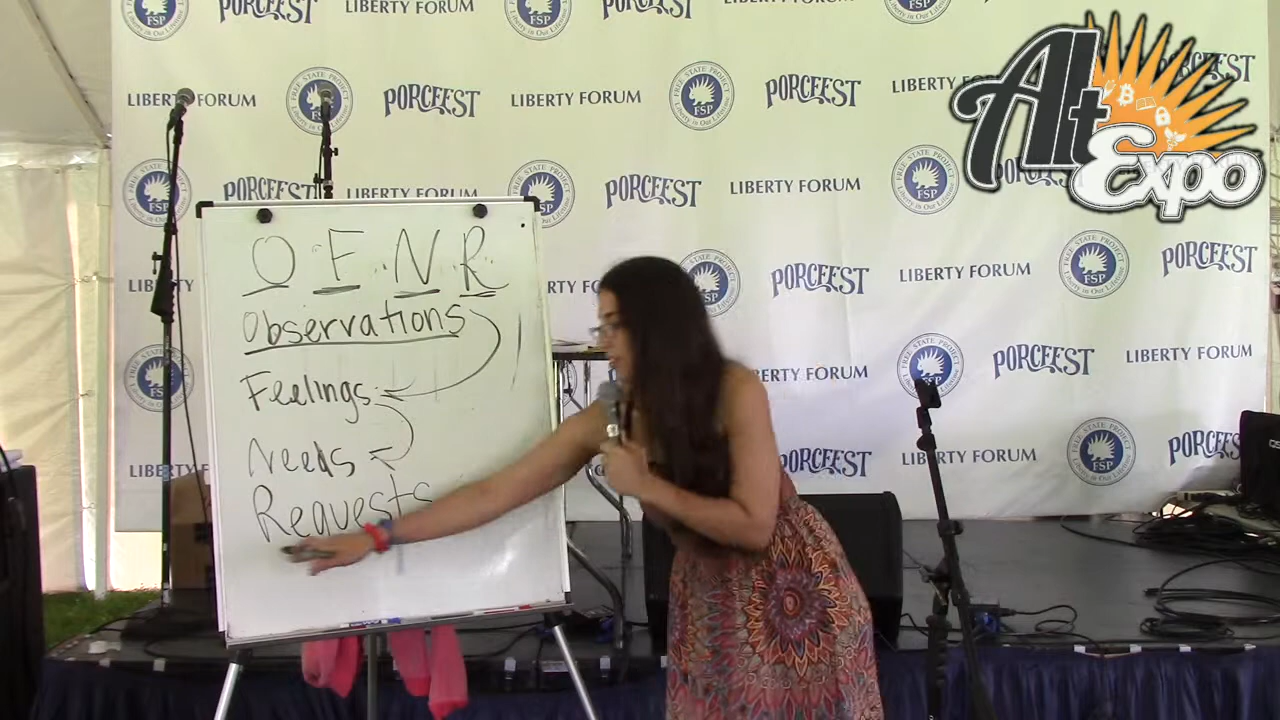 PORCFEST LIBERTY FORUM PORCFEST LIBERTY FORUM
FREE STATE PROJECT
Liberty in Our Lifetime
FSP
Alt
Expo
LIBERTY FORUM PORCFEST LIBERTY FORUM PORCFEST LIBERTY
PORCFEST LIBERTY FORUM PORCFEST LIBERTY FORUM
O F N R
Observations
Feelings
Needs
Requests
PORCFEST LIBERTY FORUM PORCFEST
PORCFEST LIBERTY FORUM
PORCFEST LIBERTY FORUM PORCFEST